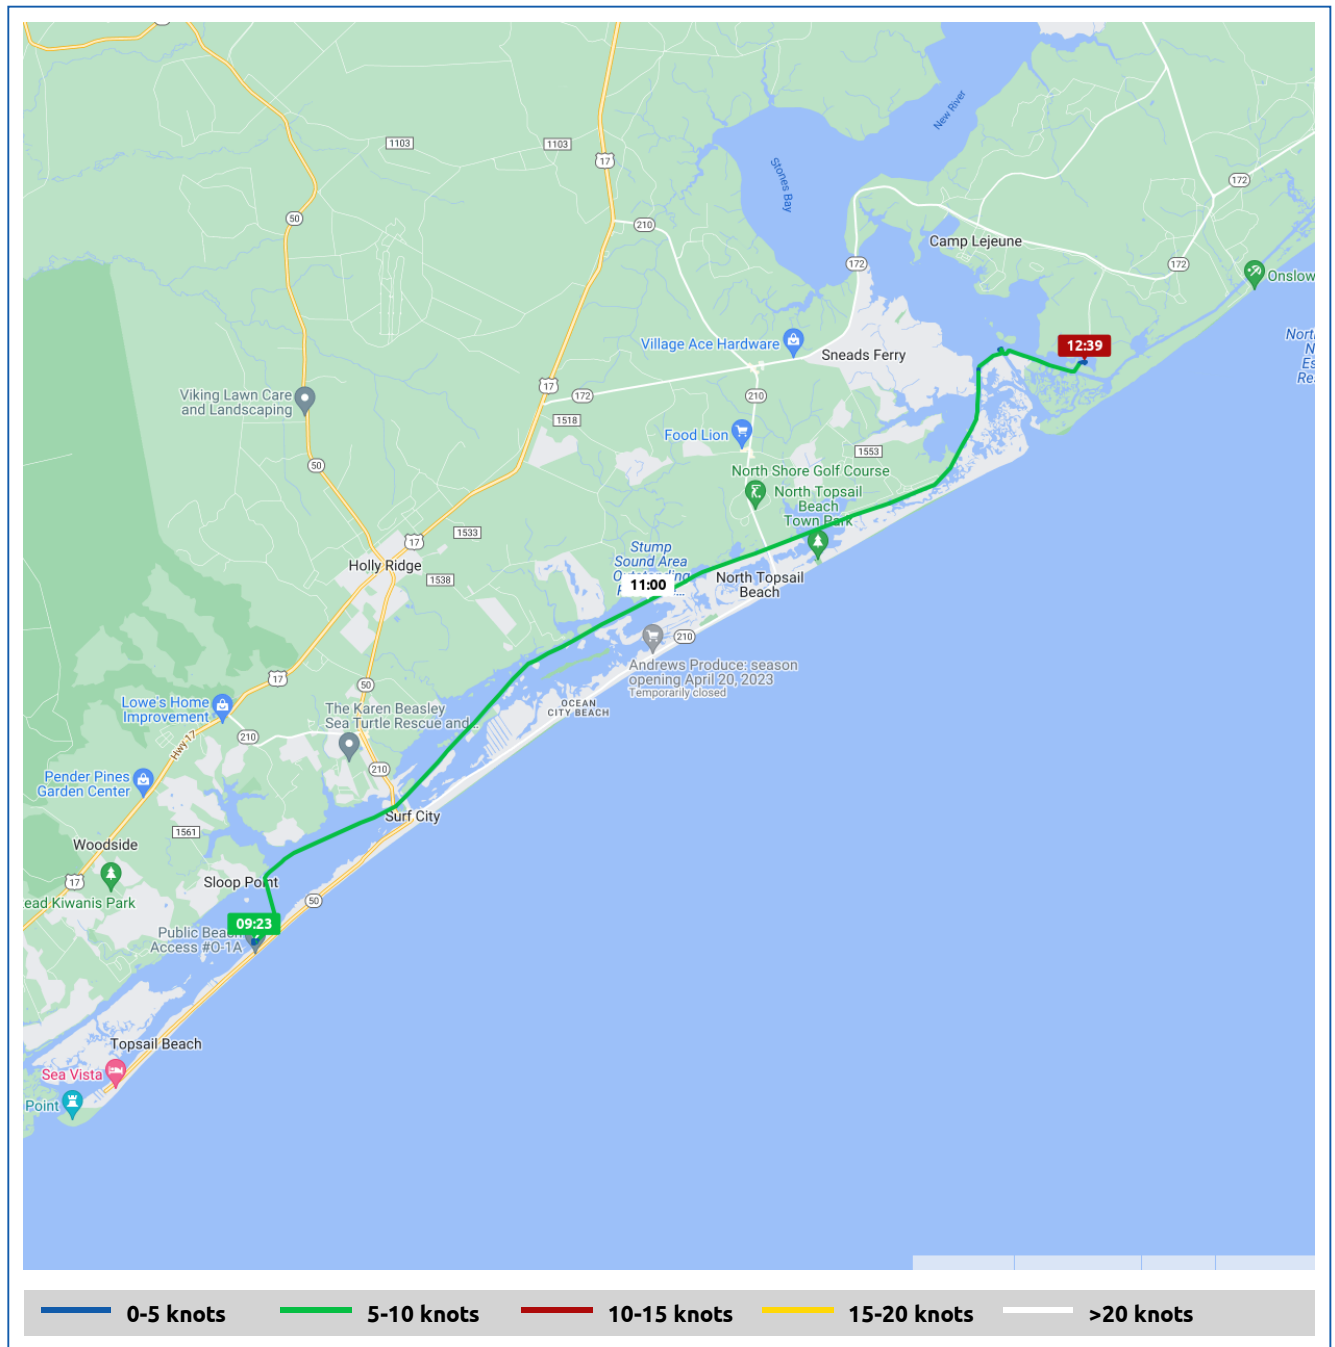 1103
1103
17
New River
Stones Bay
172
172
50
210
Camp Lejeune
172
172
Onslow
Village Ace Hardware
Sneads Ferry
12:39
17
Viking Lawn Care
and Landscaping
172
210
1518
Food Lion
1553
50
North Shore Golf Course
North Topsail
Beach
Town Park
1533
17
Stump
Sound Area
Holly Ridge
1538
11:00
North Topsail
Beach
210
Andrews Produce: season
opening April 20, 2023
Temporarily closed
17
50
Lowe's Home
Improvement
The Karen Beasley
Sea Turtle Rescue and...
OCEAN
CITY BEACH
210
Hwy 17
210
Pender Pines
Garden Center
Surf City
1561
Woodside
17
Sloop Point
50
ead Kiwanis Park
09:23
Public Beach
Access #O-1A
Topsail Beach
Sea Vista
Point
0-5 knots
5-10 knots
10-15 knots
15-20 knots
>20 knots